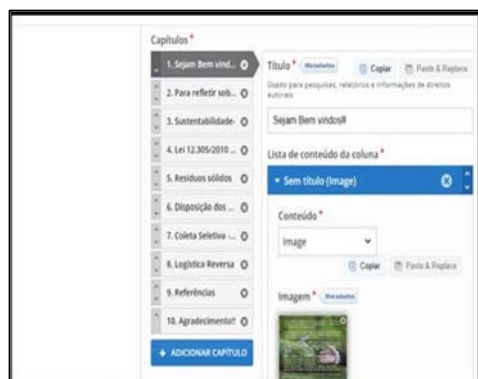 Capítulos *
1. Sejam Bem vind...
2. Para refletir sob...
3. Sustentabilidade-
4. Lei 12.305/2010 ...
5. Resíduos sólidos
6. Disposição dos ...
7. Coleta Seletiva -...
8. Logística Reversa
9. Referências
10. Agradecimento!!
+ ADICIONAR CAPÍTULO
Título * Metadados Copiar Paste & Replace
Usado para pesquisas, relatórios e informações de direitos
autorais
Sejam Bem vindos!!
Lista de conteúdo da coluna *
Sem título (Image)
Conteúdo *
Image
Copiar Paste & Replace
Imagem * Metadados